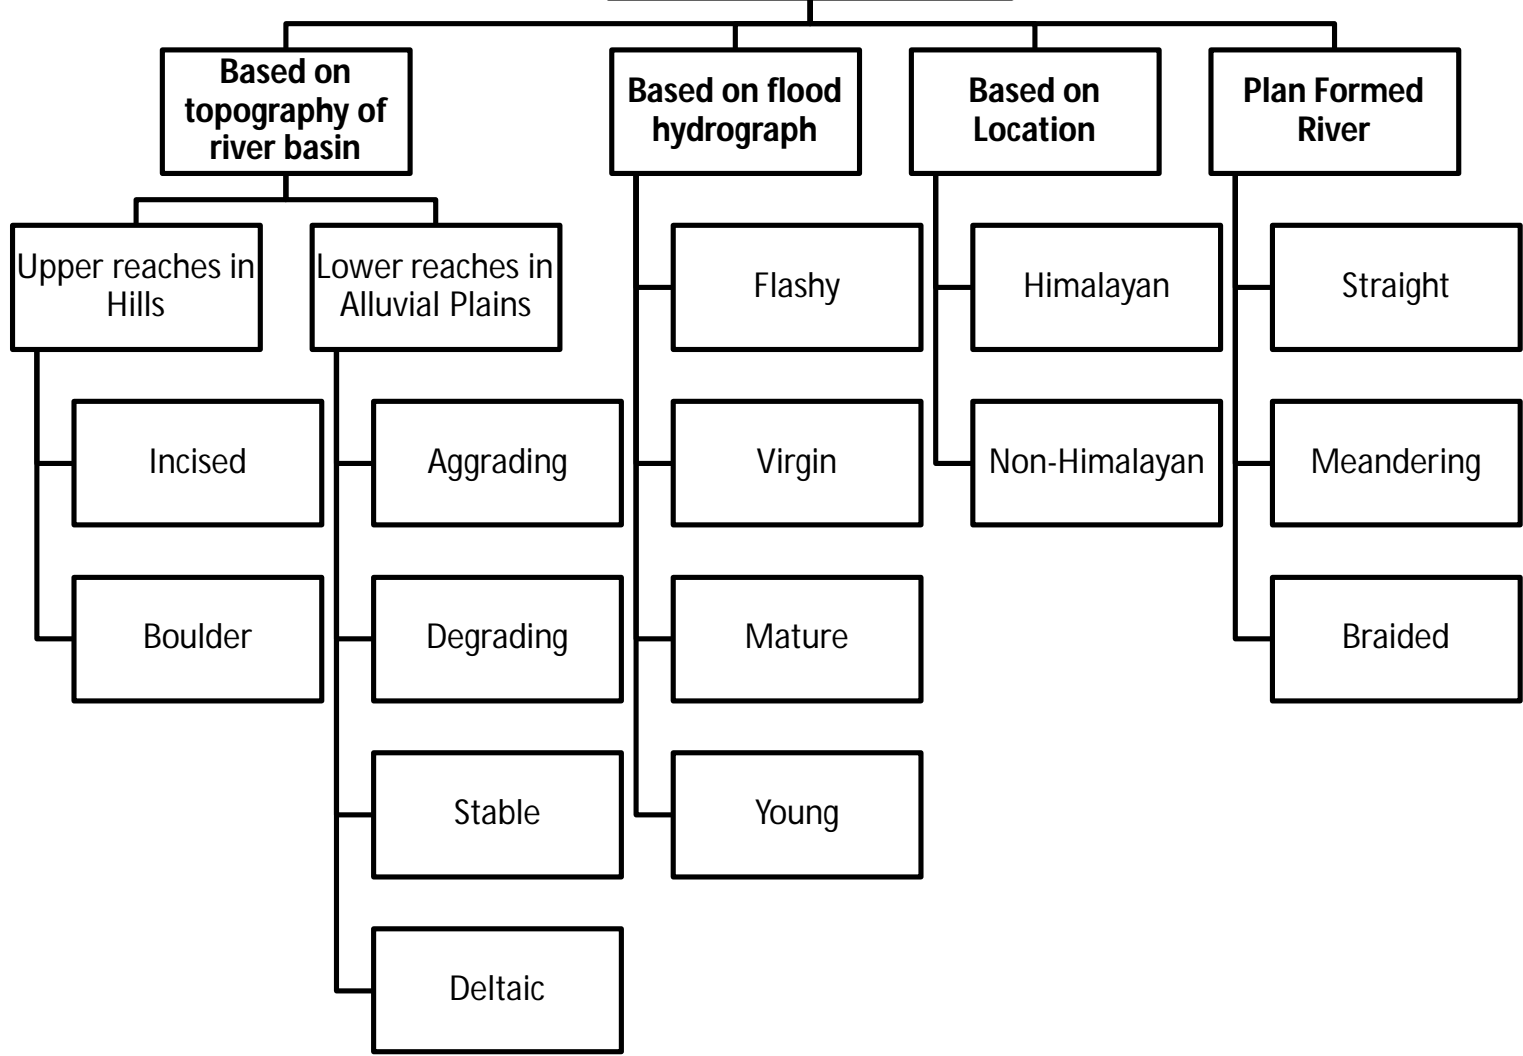 Based on
topography of
river basin
Based on flood
hydrograph
Based on
Location
Plan Formed
River
Upper reaches in
Hills
Lower reaches in
Alluvial Plains
Flashy
Himalayan
Straight
Incised
Aggrading
Virgin
Non-Himalayan
Meandering
Boulder
Degrading
Mature
Braided
Stable
Young
Deltaic